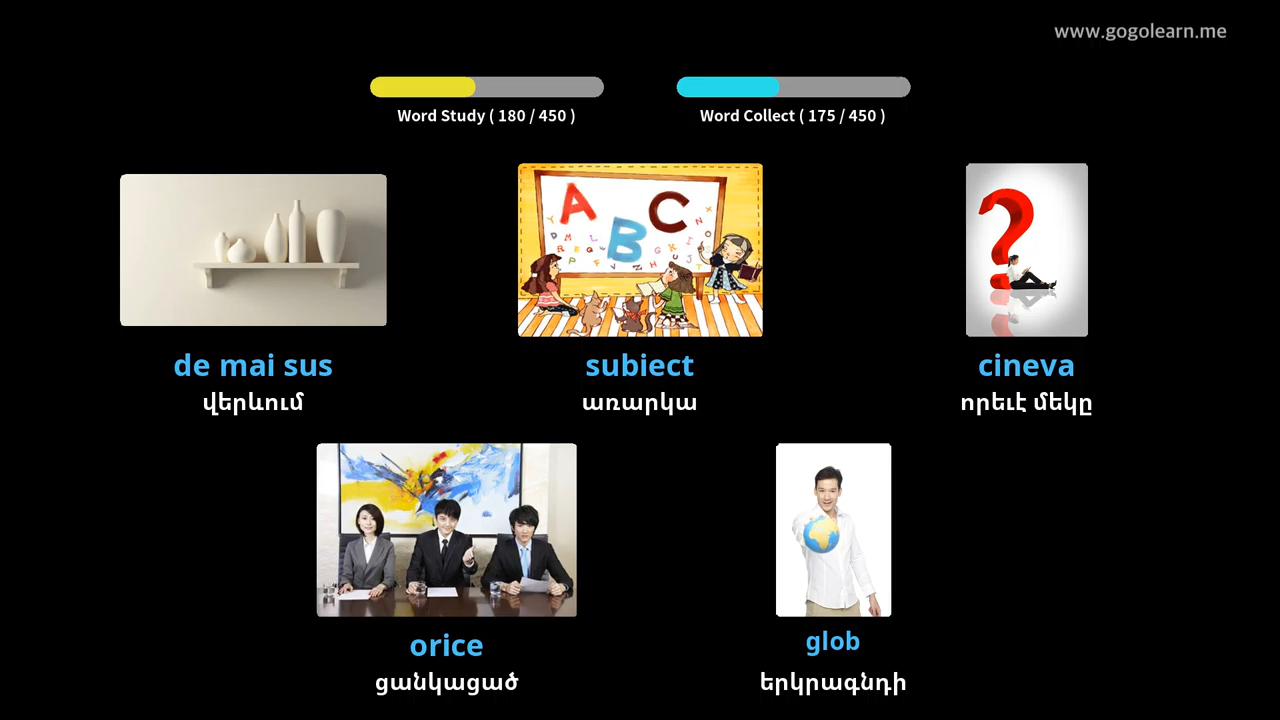 www.gogolearn.me
Word Study ( 180 / 450 )
Word Collect ( 175 / 450 )
A B C
de mai sus
վերևում
subiect
առարկա
cineva
որեւէ մեկը
orice
ցանկացած
glob
երկրագնդի